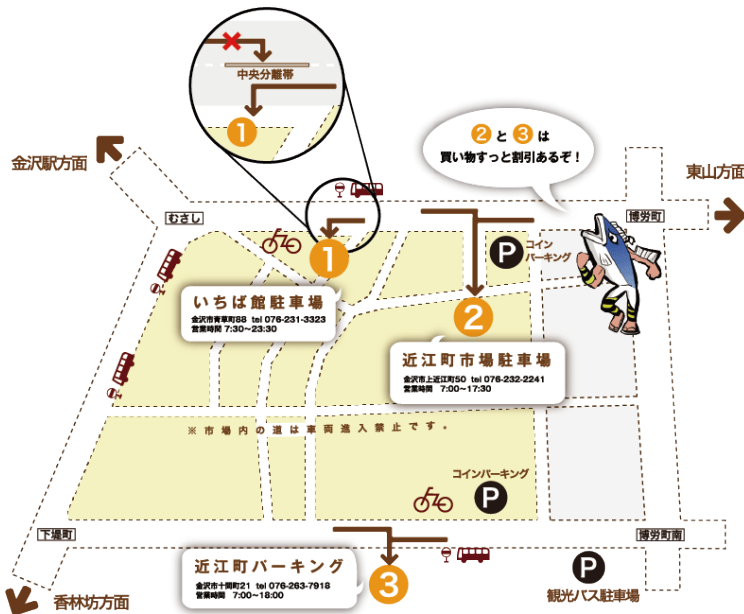 中央分離帯
1
2 と 3 は
買い物すっと割引あるぞ!
金沢駅方面
東山方面
むさし
博労町
1
P
コイン
パーキング
いちば館駐車場
金沢市青草町88 tel 076-231-3323
営業時間 7:30〜23:30
2
近江町市場駐車場
金沢市上近江町50 tel 076-232-2241
営業時間 7:00〜17:30
※市場内の道は車両進入禁止です。
コインパーキング
P
下堤町
博労町南
近江町パーキング
金沢市十間町21 tel 076-263-7918
営業時間 7:00〜18:00
3
P
観光バス駐車場
香林坊方面